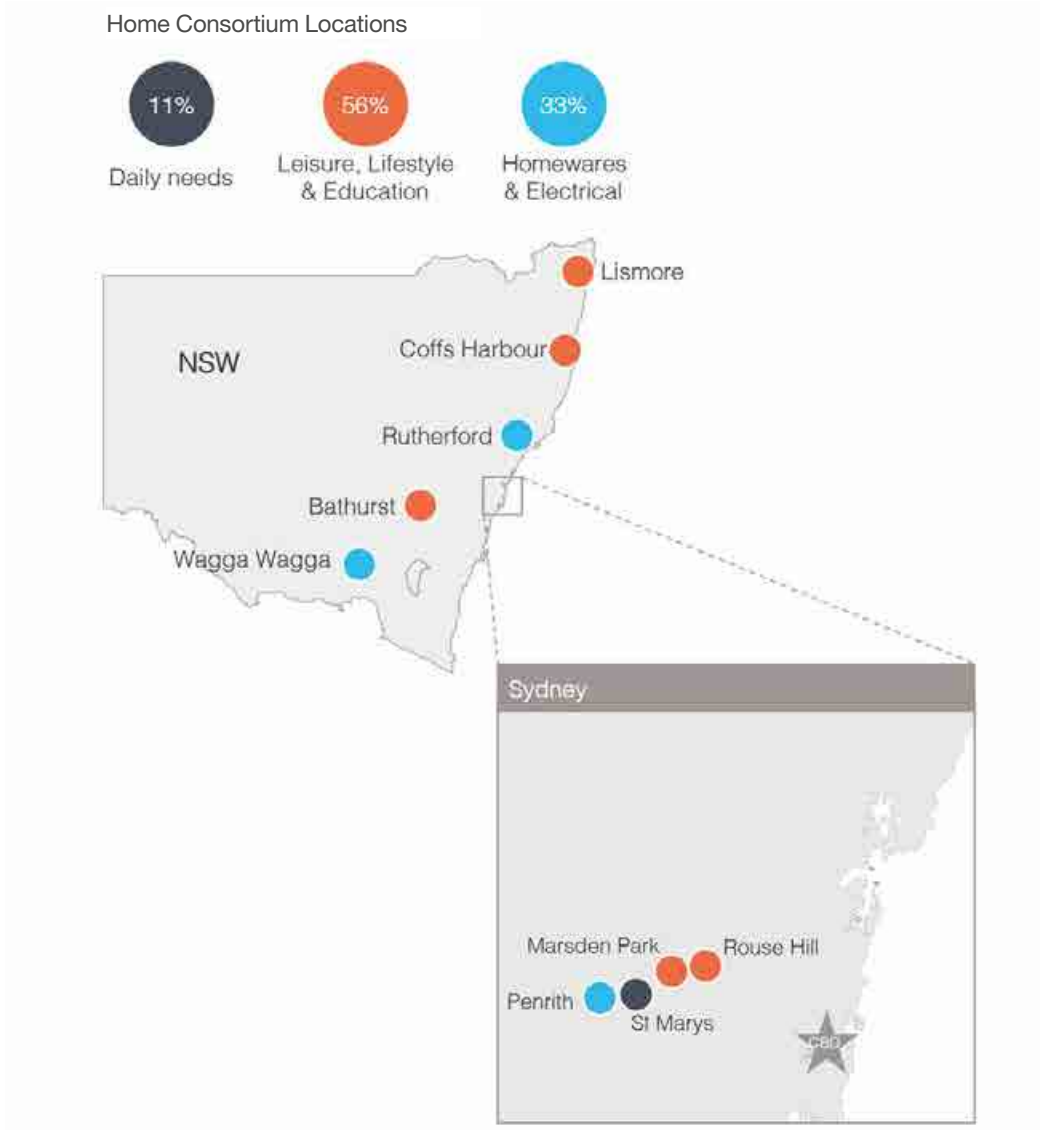 Home Consortium Locations
11%
56%
33%
Daily needs
Leisure, Lifestyle
& Education
Homewares
& Electrical
Lismore
Coffs Harbour
NSW
Rutherford
Bathurst
Wagga Wagga
Sydney
Marsden Park
Rouse Hill
Penrith
St Marys
CBD